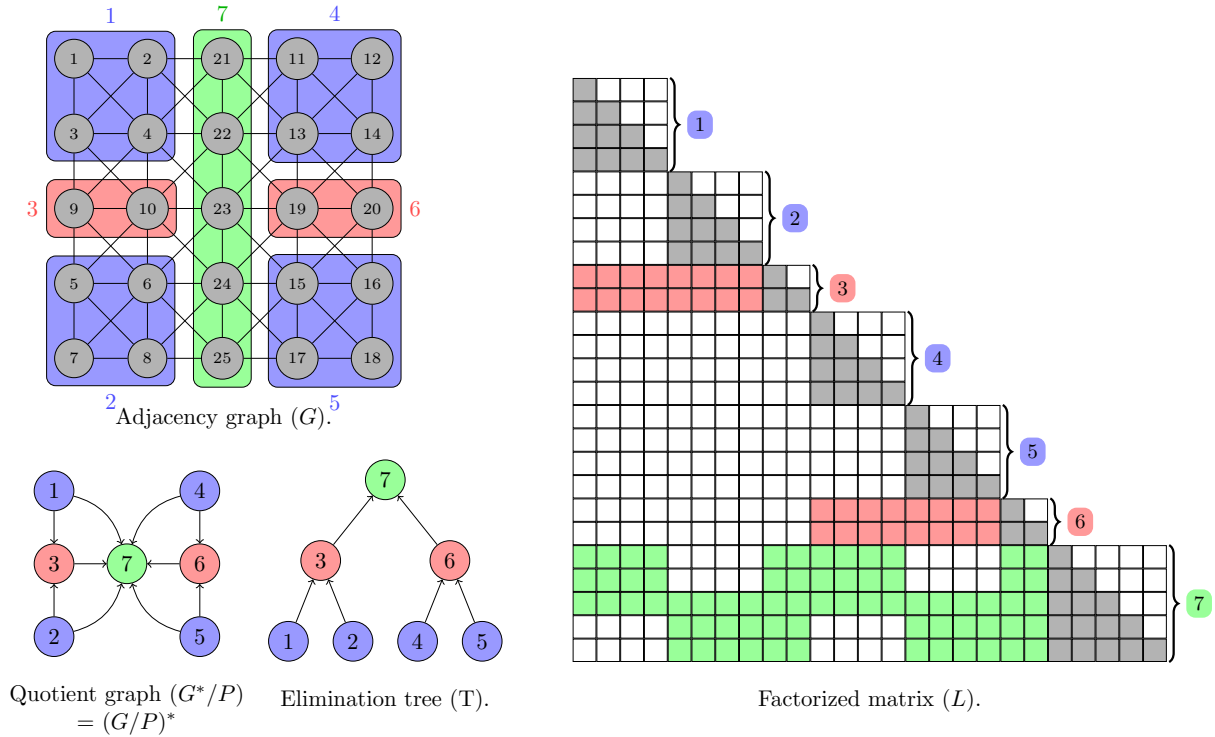 1 7 4
1 2 21 11 12
3 4 22 13 14
3 9 10 23 19 20 6
5 6 24 15 16
7 8 25 17 18
2 5
Adjacency graph (G).
1 4
3 7 6
2 5
Quotient graph (G*/P)
= (G/P)*
7
3 6
1 2 4 5
Elimination tree (T).
1
2
3
4
5
6
7
Factorized matrix (L).